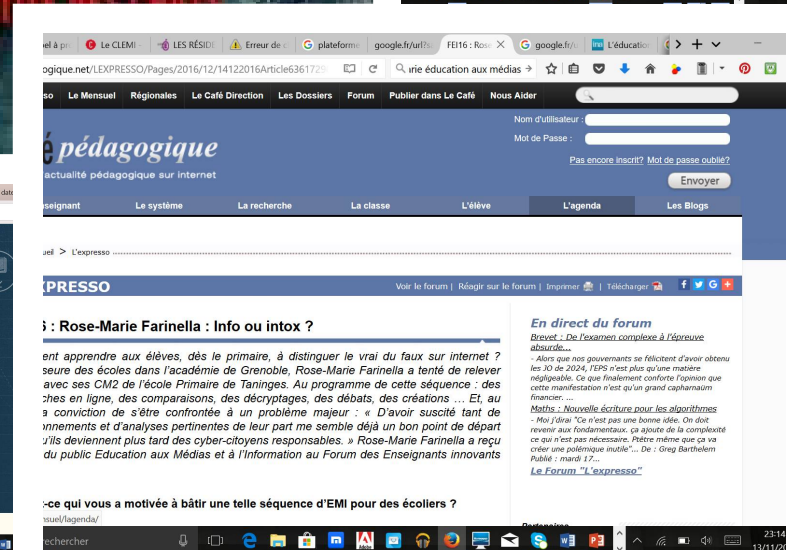 el à pr
Le CLEMI -
LES RÉSIDE
Erreur de c
plateforme
google.fr/url?s
FEI16 : Rose
google.fr/u
L'éducation
ogique.net/LEXPRESSO/Pages/2016/12/14122016Article6361729
irie éducation aux médias
so Le Mensuel Régionales Le Café Direction Les Dossiers Forum Publier dans Le Café Nous Aider
Nom d'utilisateur :
Mot de Passe :
Pas encore inscrit? Mot de passe oublié?
Envoyer
é pédagogique
actualité pédagogique sur internet
nseignant Le système La recherche La classe L'élève L'agenda Les Blogs
ueil > L'expresso
PRESSO
Voir le forum | Réagir sur le forum | Imprimer | Télécharger
6 : Rose-Marie Farinella : Info ou intox ?
ent apprendre aux élèves, dès le primaire, à distinguer le vrai du faux sur internet ?
seure des écoles dans l'académie de Grenoble, Rose-Marie Farinella a tenté de relever
avec ses CM2 de l'école Primaire de Taninges. Au programme de cette séquence : des
ches en ligne, des comparaisons, des décryptages, des débats, des créations … Et, au
a conviction de s'être confrontée à un problème majeur : « D'avoir suscité tant de
onnements et d'analyses pertinentes de leur part me semble déjà un bon point de départ
u'ils deviennent plus tard des cyber-citoyens responsables. » Rose-Marie Farinella a reçu
du public Education aux Médias et à l'Information au Forum des Enseignants innovants
-ce qui vous a motivée à bâtir une telle séquence d'EMI pour des écoliers ?
nsuel/lagenda/
En direct du forum
Brevet : De l'examen complexe à l'épreuve
absurde...
- Alors que nos gouvernants se félicitent d'avoir obtenu
les JO de 2024, l'EPS n'est plus qu'une matière
négligeable. Ce que finalement conforte l'opinion que
cette manifestation n'est qu'un grand capharnaüm
financier. ...
Maths : Nouvelle écriture pour les algorithmes
- Moi j'dirai "Ce n'est pas une bonne idée. On doit
revenir aux fondamentaux. ça ajoute de la complexité
ce qui n'est pas nécessaire. Ptêtre même que ça va
créer une polémique inutile"... De : Greg Barthelem
Publié : mardi 17...
Le Forum "L'expresso"
Partenaires
rechercher
23:14
13/11/20
date